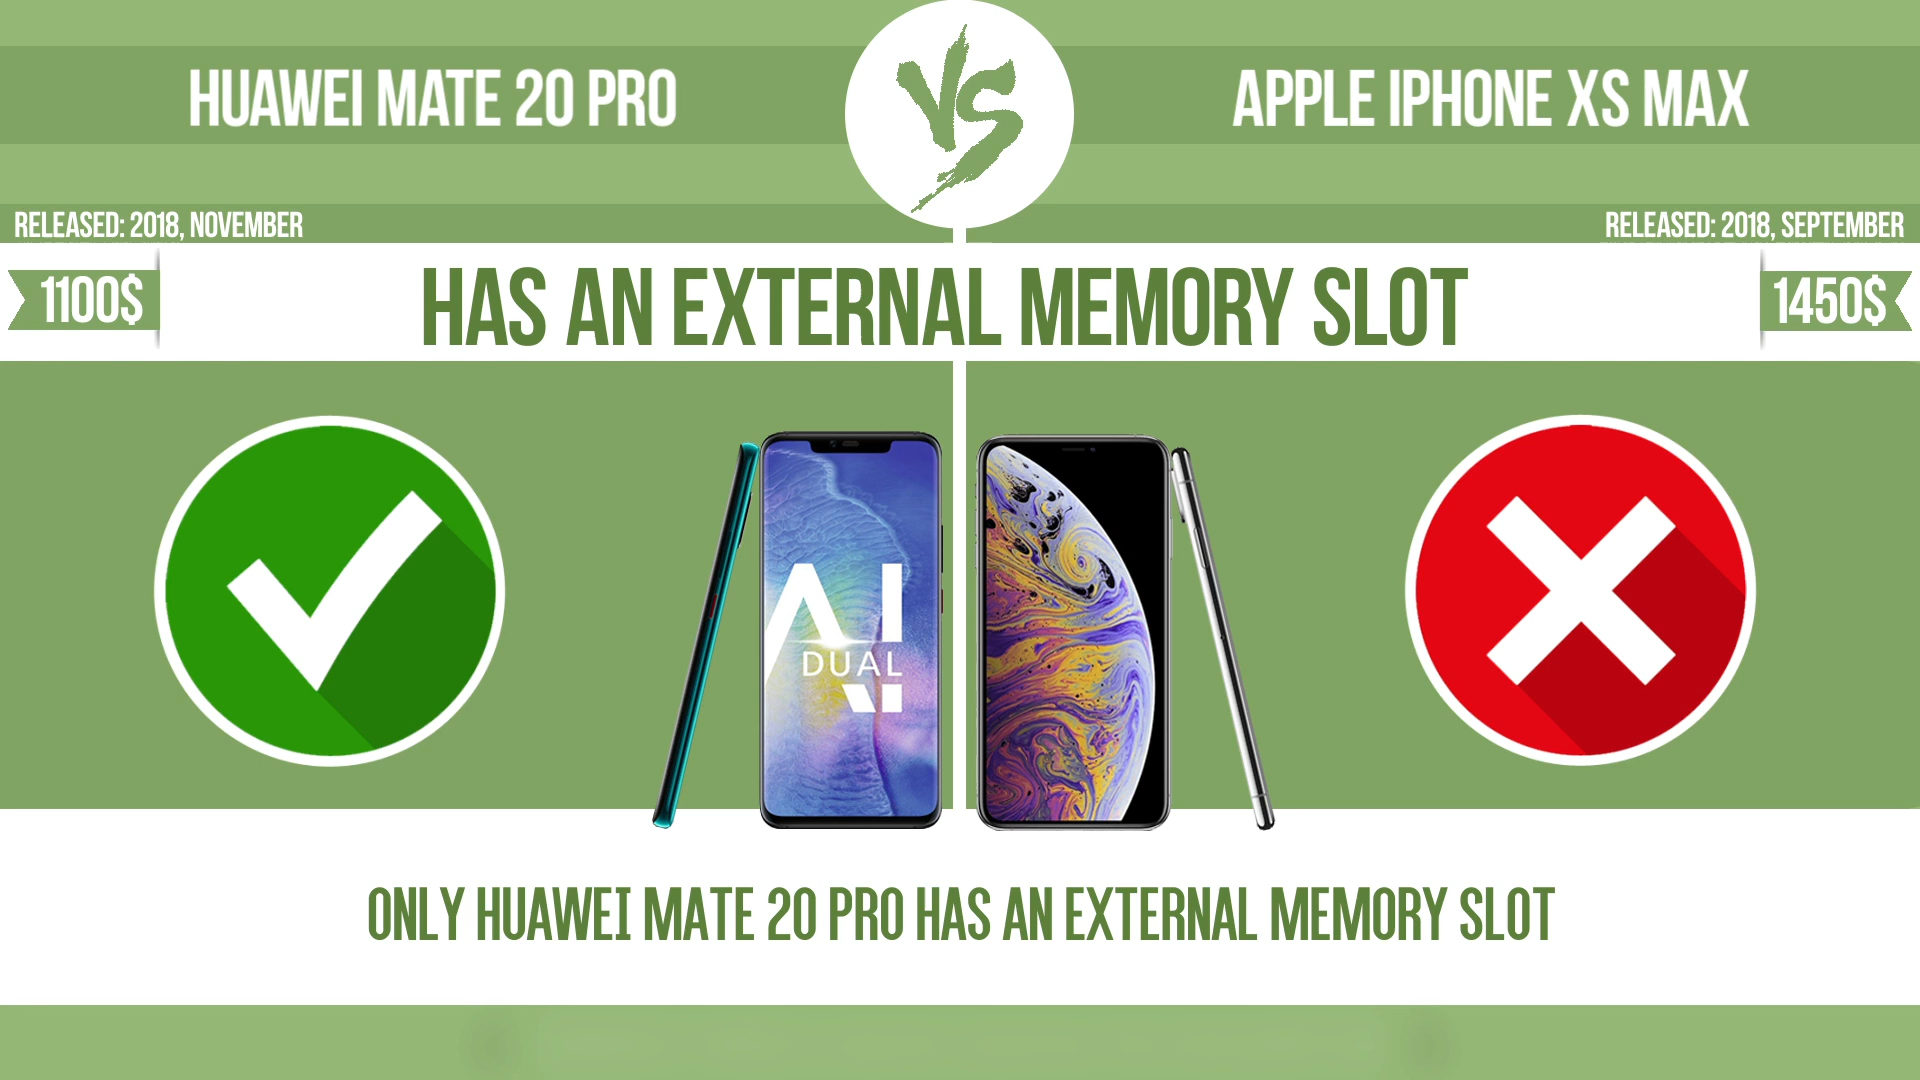 HUAWEI MATE 20 PRO
VS
APPLE IPHONE XS MAX
RELEASED: 2018, NOVEMBER
RELEASED: 2018, SEPTEMBER
1100$
HAS AN EXTERNAL MEMORY SLOT
1450$
AI
DUAL
AI
ONLY HUAWEI MATE 20 PRO HAS AN EXTERNAL MEMORY SLOT